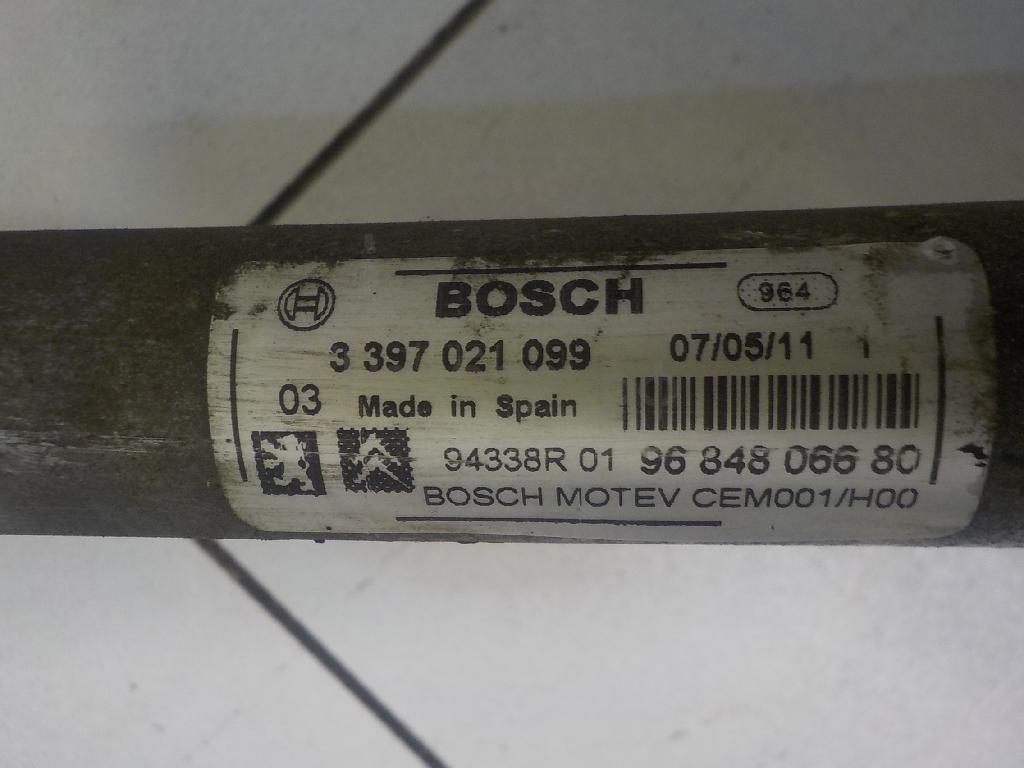 BOSCH 964
3 397 021 099 07/05/11 1
03 Made in Spain
94338R 01 96 848 066 80
BOSCH MOTEV CEM001/H00